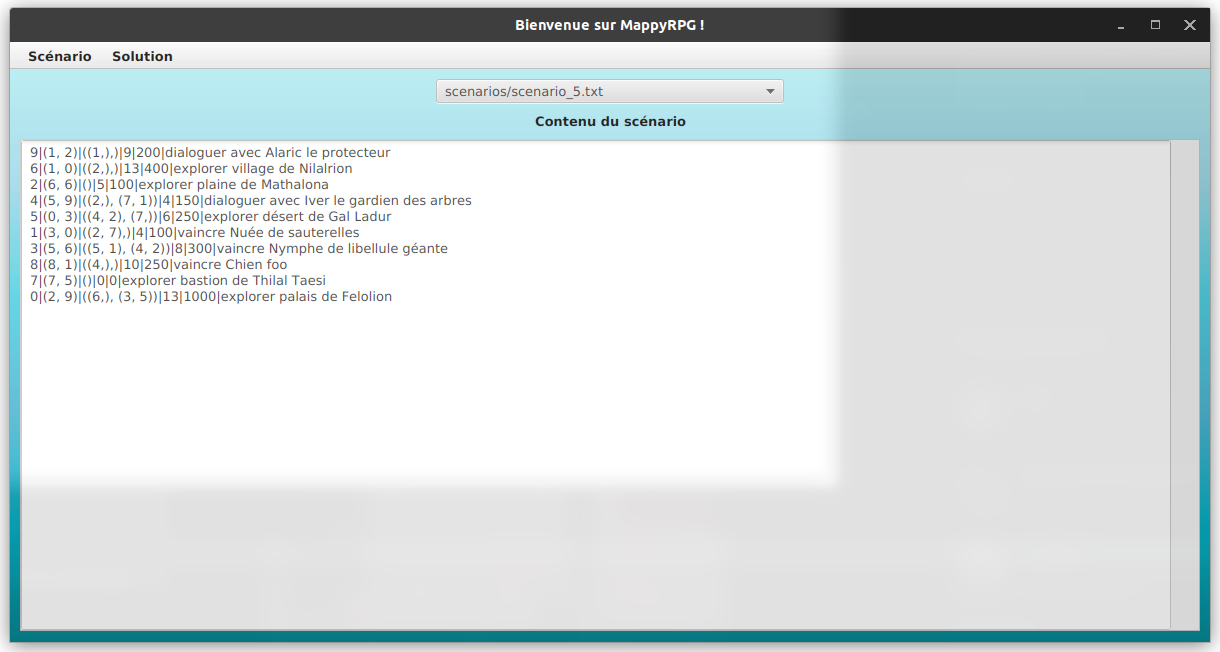 Bienvenue sur MappyRPG !
Scénario Solution
scenarios/scenario_5.txt
Contenu du scénario
9|(1, 2)|((1,),)|9|200|dialoguer avec Alaric le protecteur
6|(1, 0)|((2,),)|13|400|explorer village de Nilalrion
2|(6, 6)|()|5|100|explorer plaine de Mathalona
4|(5, 9)|((2,), (7, 1))|4|150|dialoguer avec Iver le gardien des arbres
5|(0, 3)|((4, 2), (7,))|6|250|explorer désert de Gal Ladur
1|(3, 0)|((2, 7),)|4|100|vaincre Nuée de sauterelles
3|(5, 6)|((5, 1), (4, 2))|8|300|vaincre Nymphe de libellule géante
8|(8, 1)|((4,),)|10|250|vaincre Chien foo
7|(7, 5)|()|0|0|explorer bastion de Thilal Taesi
0|(2, 9)|((6,), (3, 5))|13|1000|explorer palais de Felolion